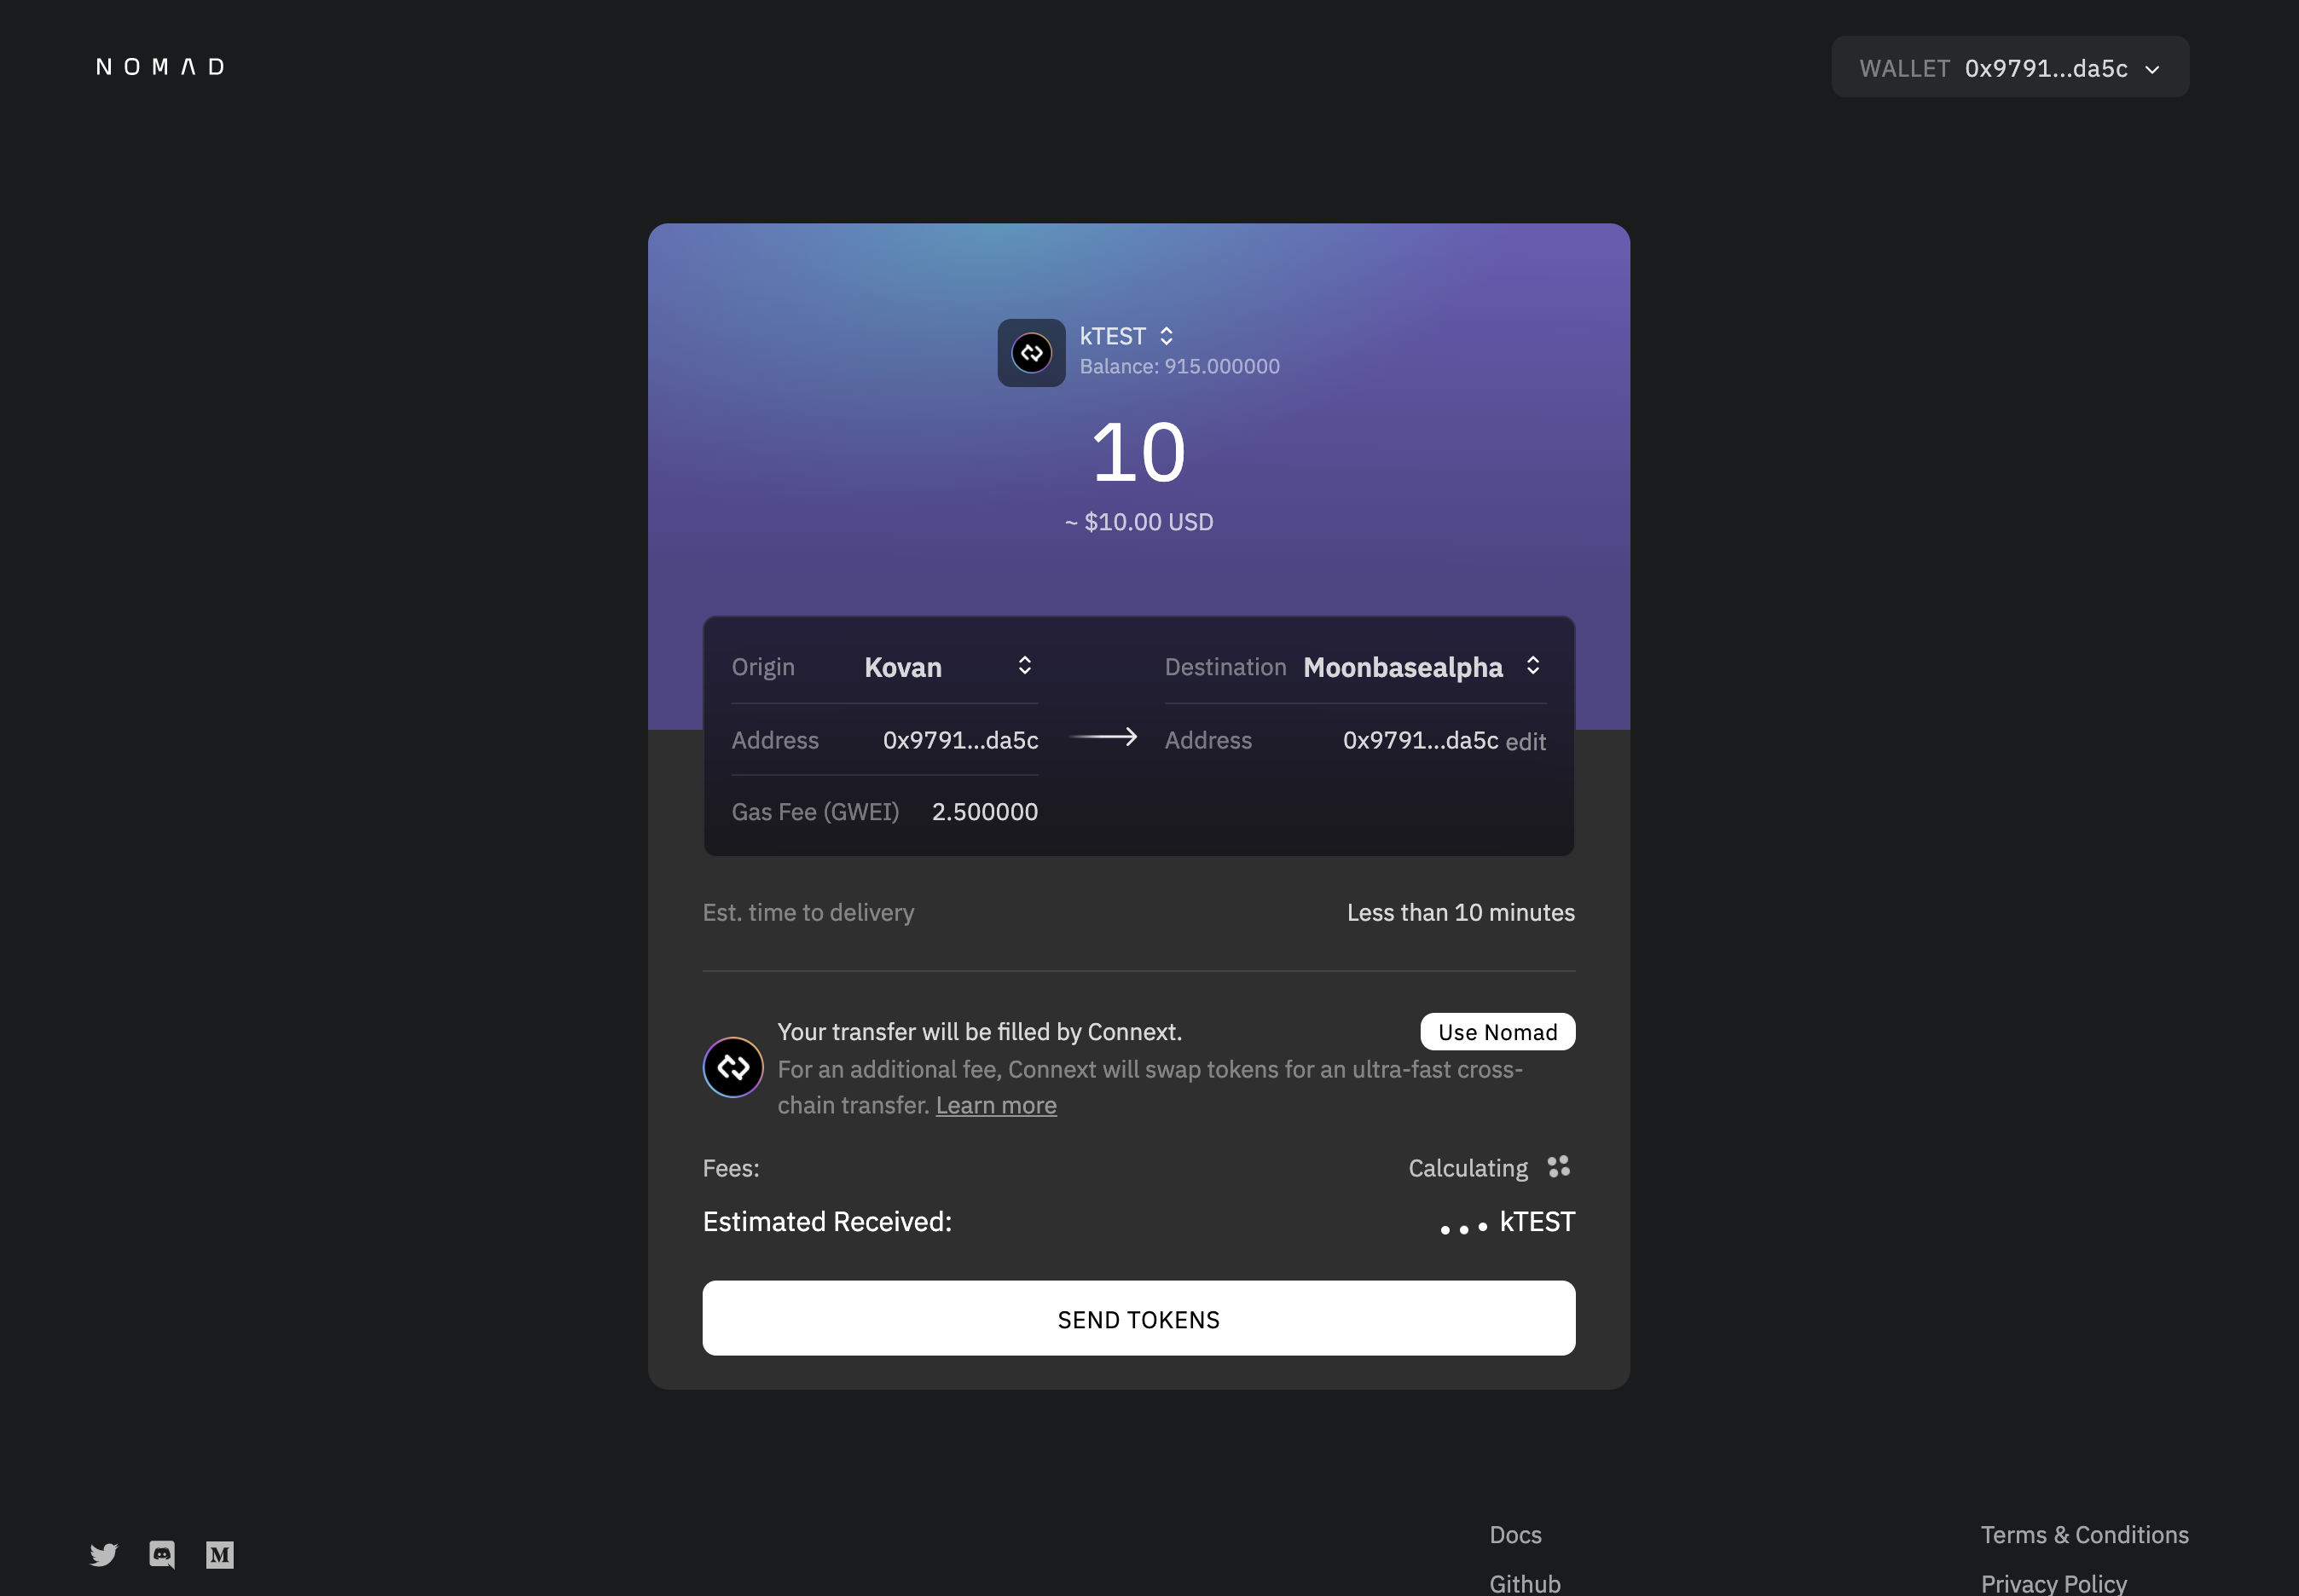 NOMAD
WALLET 0x9791...da5c
kTEST
Balance: 915.000000
10
~ $10.00 USD
Origin Kovan
Destination Moonbasealpha
Address 0x9791...da5c
Address 0x9791...da5c edit
Gas Fee (GWEI) 2.500000
Est. time to delivery Less than 10 minutes
Your transfer will be filled by Connext.
Use Nomad
For an additional fee, Connext will swap tokens for an ultra-fast cross-
chain transfer. Learn more
Fees: Calculating
Estimated Received: ... kTEST
SEND TOKENS
M
Docs
Terms & Conditions
Github
Privacy Policy